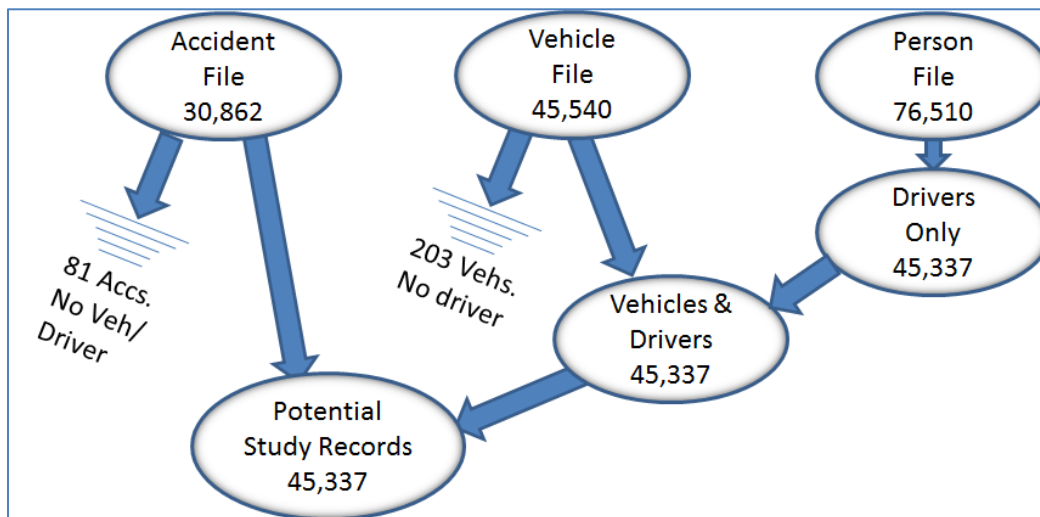 Accident
File
30,862
Vehicle
File
45,540
Person
File
76,510
81 Accs.
No Veh/
Driver
203 Vehs.
No driver
Drivers
Only
45,337
Vehicles &
Drivers
45,337
Potential
Study Records
45,337